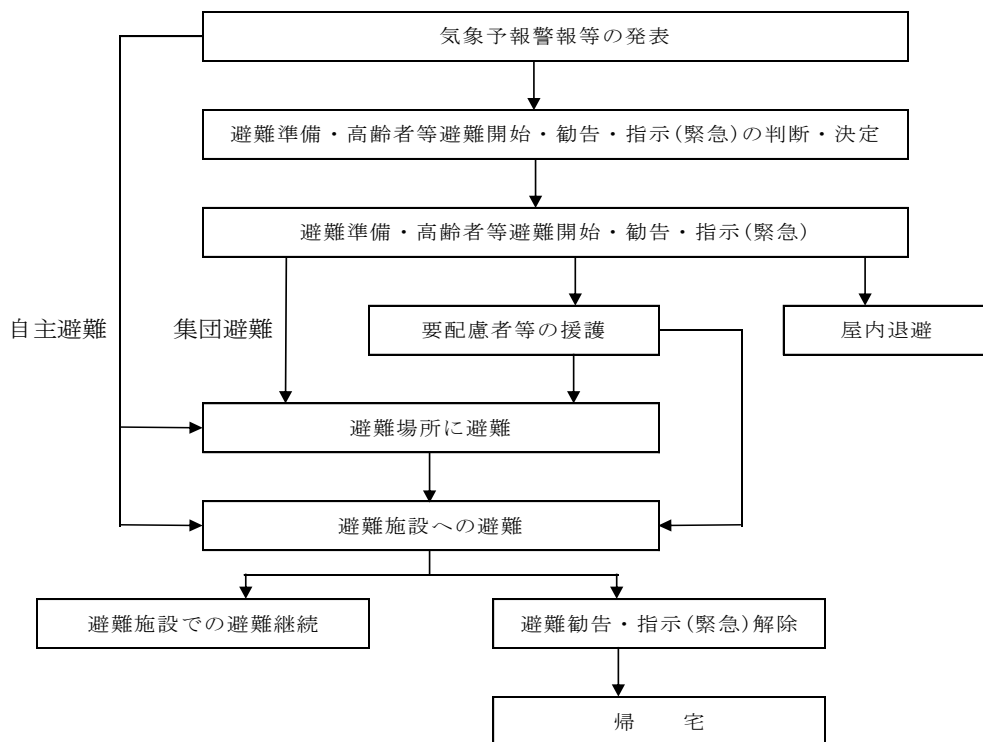 気象予報警報等の発表
避難準備・高齢者等避難開始・勧告・指示(緊急)の判断・決定
避難準備・高齢者等避難開始・勧告・指示(緊急)
自主避難
集団避難
要配慮者等の援護
屋内退避
避難場所に避難
避難施設への避難
避難施設での避難継続
避難勧告・指示(緊急)解除
帰　　宅